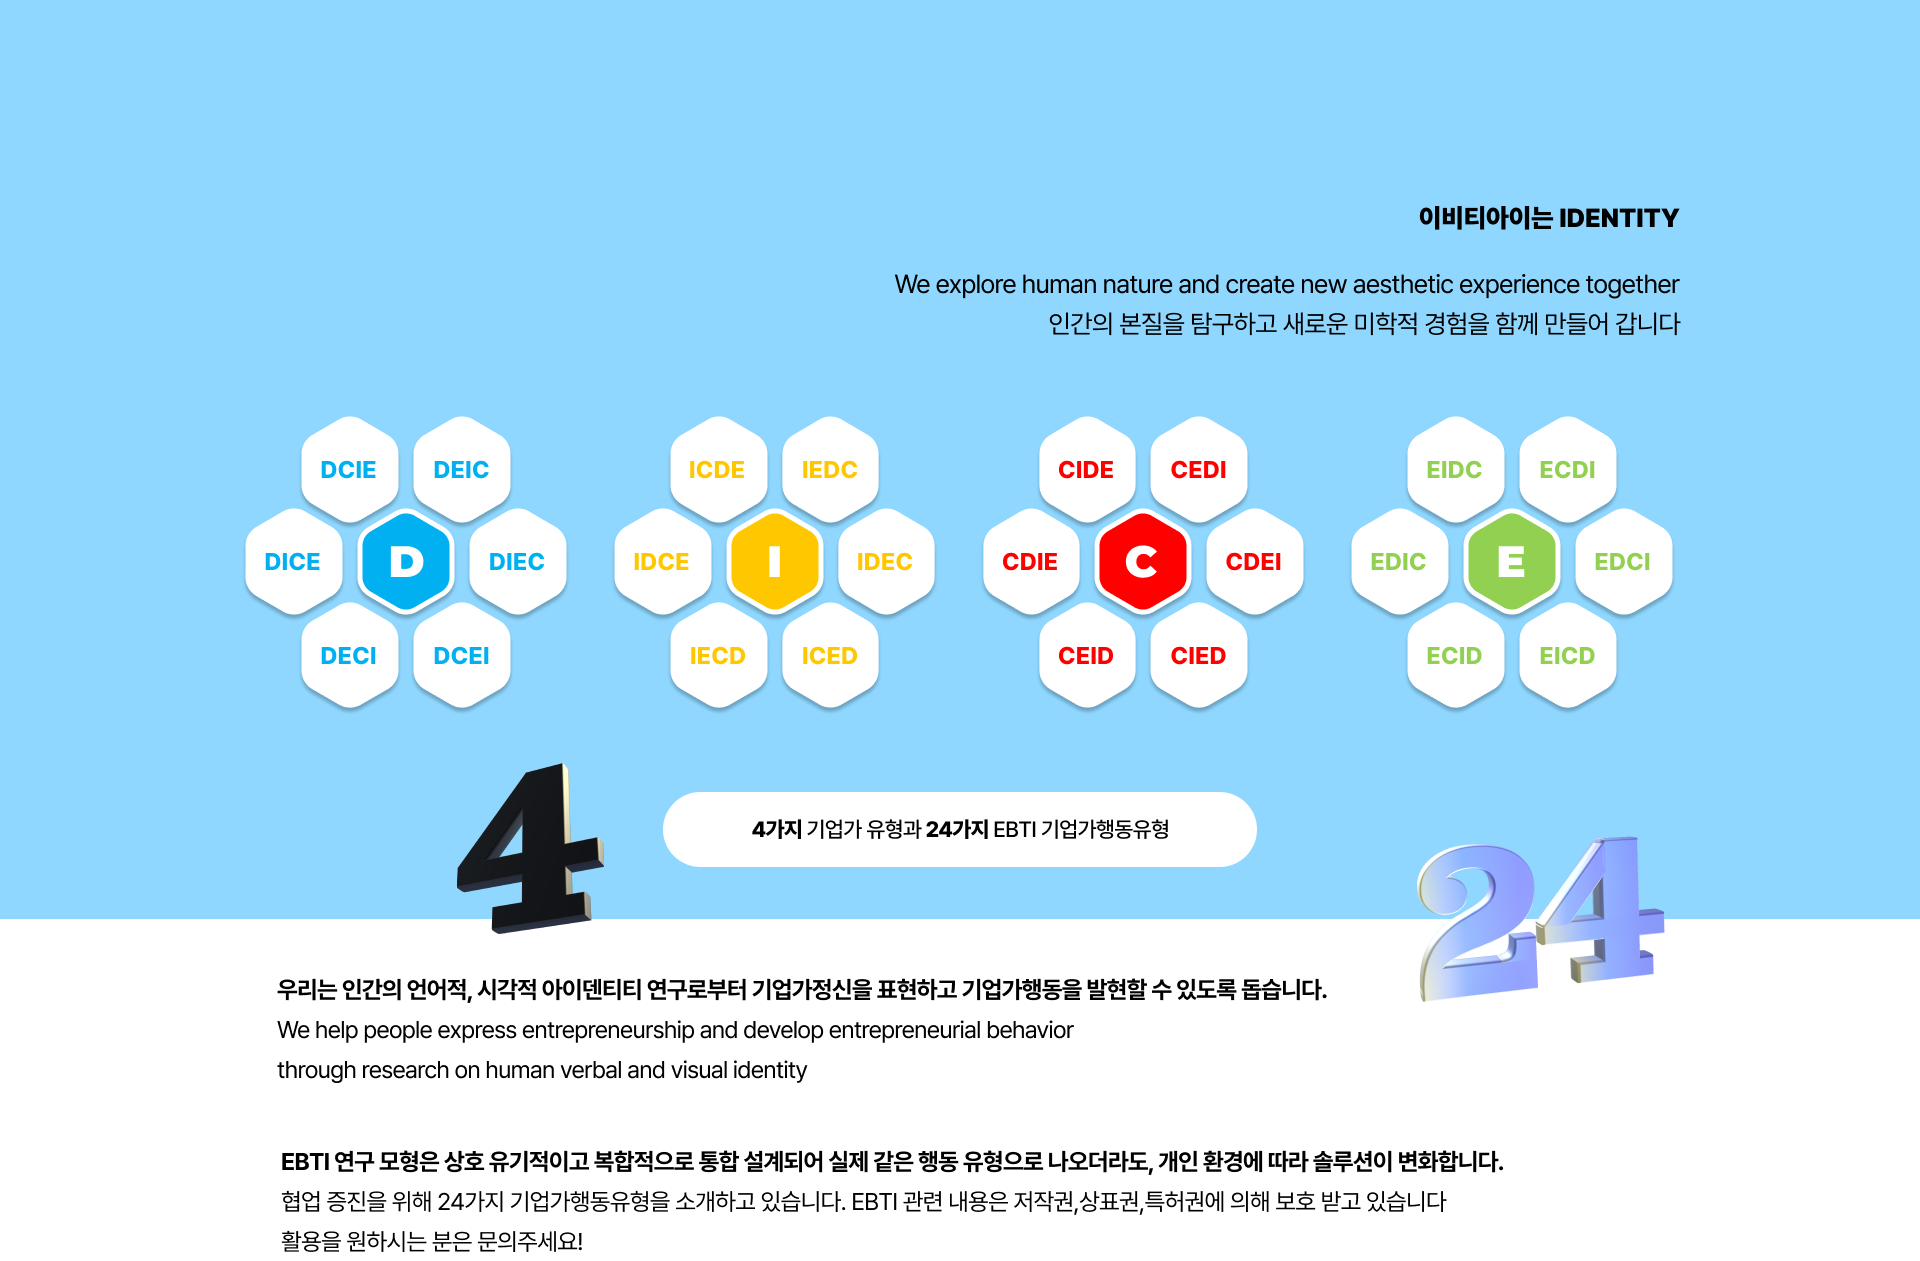 이비티아이는 IDENTITY
We explore human nature and create new aesthetic experience together
인간의 본질을 탐구하고 새로운 미학적 경험을 함께 만들어 갑니다
DCIE
DEIC
DICE
D
DIEC
DECI
DCEI
ICDE
IEDC
IDCE
I
IDEC
IECD
ICED
CIDE
CEDI
CDIE
C
CDEI
CEID
CIED
EIDC
ECDI
EDIC
E
EDCI
ECID
EICD
4
4가지 기업가 유형과 24가지 EBTI 기업가행동유형
24
우리는 인간의 언어적, 시각적 아이덴티티 연구로부터 기업가정신을 표현하고 기업가행동을 발현할 수 있도록 돕습니다.
We help people express entrepreneurship and develop entrepreneurial behavior
through research on human verbal and visual identity
EBTI 연구 모형은 상호 유기적이고 복합적으로 통합 설계되어 실제 같은 행동 유형으로 나오더라도, 개인 환경에 따라 솔루션이 변화합니다.
협업 증진을 위해 24가지 기업가행동유형을 소개하고 있습니다. EBTI 관련 내용은 저작권,상표권,특허권에 의해 보호 받고 있습니다
활용을 원하시는 분은 문의주세요!